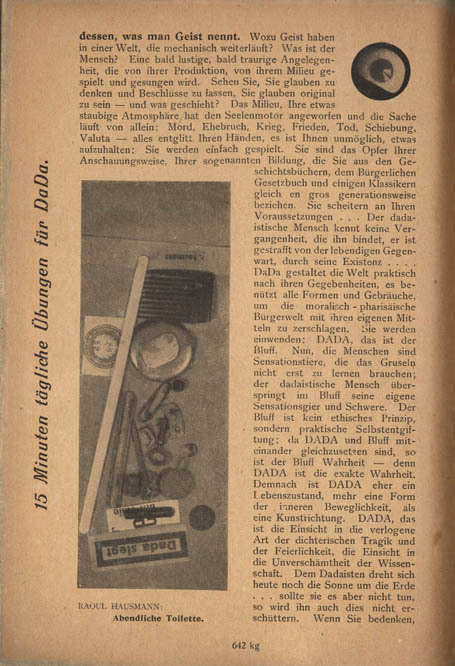 dessen, was man Geist nennt. Wozu Geist haben
in einer Welt, die mechanisch weiterläuft? Was ist der
Mensch? Eine bald lustige, bald traurige Angelegen-
heit, die von ihrer Produktion, von ihrem Milieu ge-
spielt und gesungen wird. Sehen Sie, Sie glauben zu
denken und Beschlüsse zu fassen, Sie glauben original
zu sein — und was geschieht? Das Milieu, Ihre etwas
staubige Atmosphäre hat den Seelenmotor angeworfen und die Sache
läuft von allein: Mord, Ehebruch, Krieg, Frieden, Tod, Schiebung,
Valuta — alles entglitt Ihren Händen, es ist Ihnen unmöglich, etwas
aufzuhalten: Sie werden einfach gespielt. Sie sind das Opfer Ihrer
Anschauungsweise, Ihrer sogenannten Bildung, die Sie aus den Ge-
schichtsbüchern, dem Bürgerlichen
Gesetzbuch und einigen Klassikern
gleich en gros generationsweise
beziehen. Sie scheitern an Ihren
Voraussetzungen . . . Der dada-
istische Mensch kennt keine Ver-
gangenheit, die ihn bindet, er ist
gestrafft von der lebendigen Gegen-
wart, durch seine Existenz . . . .
DaDa gestaltet die Welt praktisch
nach ihren Gegebenheiten, es be-
nützt alle Formen und Gebräuche,
um die moralisch-pharisäische
Bürgerwelt mit ihren eigenen Mit-
teln zu zerschlagen. Sie werden
einwenden: DADA, das ist der
Bluff. Nun, die Menschen sind
Sensationstiere, die das Gruseln
nicht erst zu lernen brauchen;
der dadaistische Mensch über-
springt im Bluff seine eigene
Sensationsgier und Schwere. Der
Bluff ist kein ethisches Prinzip,
sondern praktische Selbstentgif-
tung; da DADA und Bluff mit-
einander gleichzusetzen sind, so
ist der Bluff Wahrheit — denn
DADA ist die exakte Wahrheit.
Demnach ist DADA eher ein
Lebenszustand, mehr eine Form
der inneren Beweglichkeit, als
eine Kunstrichtung. DADA, das
ist die Einsicht in die verlogene
Art der dichterischen Tragik und
der Feierlichkeit, die Einsicht in
die Unverschämtheit der Wissen-
schaft. Dem Dadaisten dreht sich
heute noch die Sonne um die Erde
. . . sollte sie es aber nicht tun,
so wird ihn auch dies nicht er-
schüttern. Wenn Sie bedenken,
15 Minuten tägliche Übungen für DaDa.
Dada siegt
RAOUL HAUSMANN:
Abendliche Toilette.
642 kg